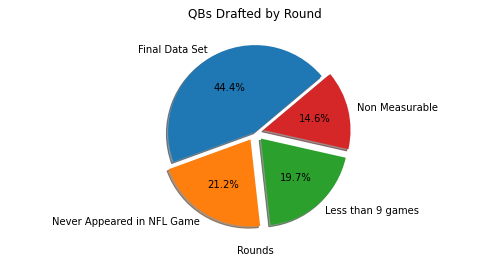 QBs Drafted by Round
Final Data Set
44.4%
Non Measurable
14.6%
19.7%
21.2%
Less than 9 games
Never Appeared in NFL Game
Rounds